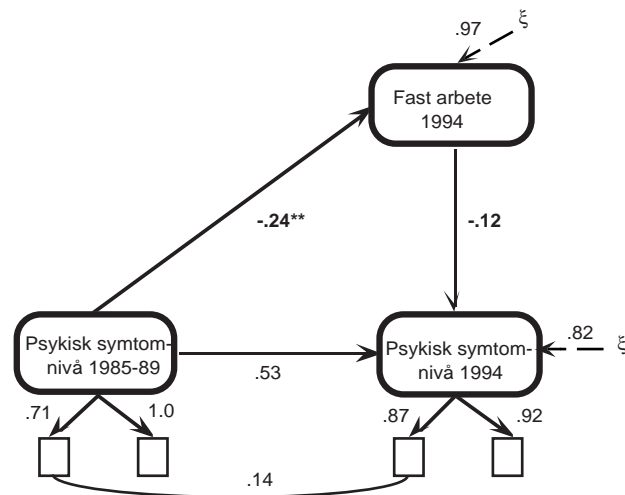 ξ
.97
Fast arbete
1994
-.24**
-.12
Psykisk symtom-
nivå 1985-89
.53
Psykisk symtom-
nivå 1994
.82
ξ
.71
1.0
.87
.92
.14